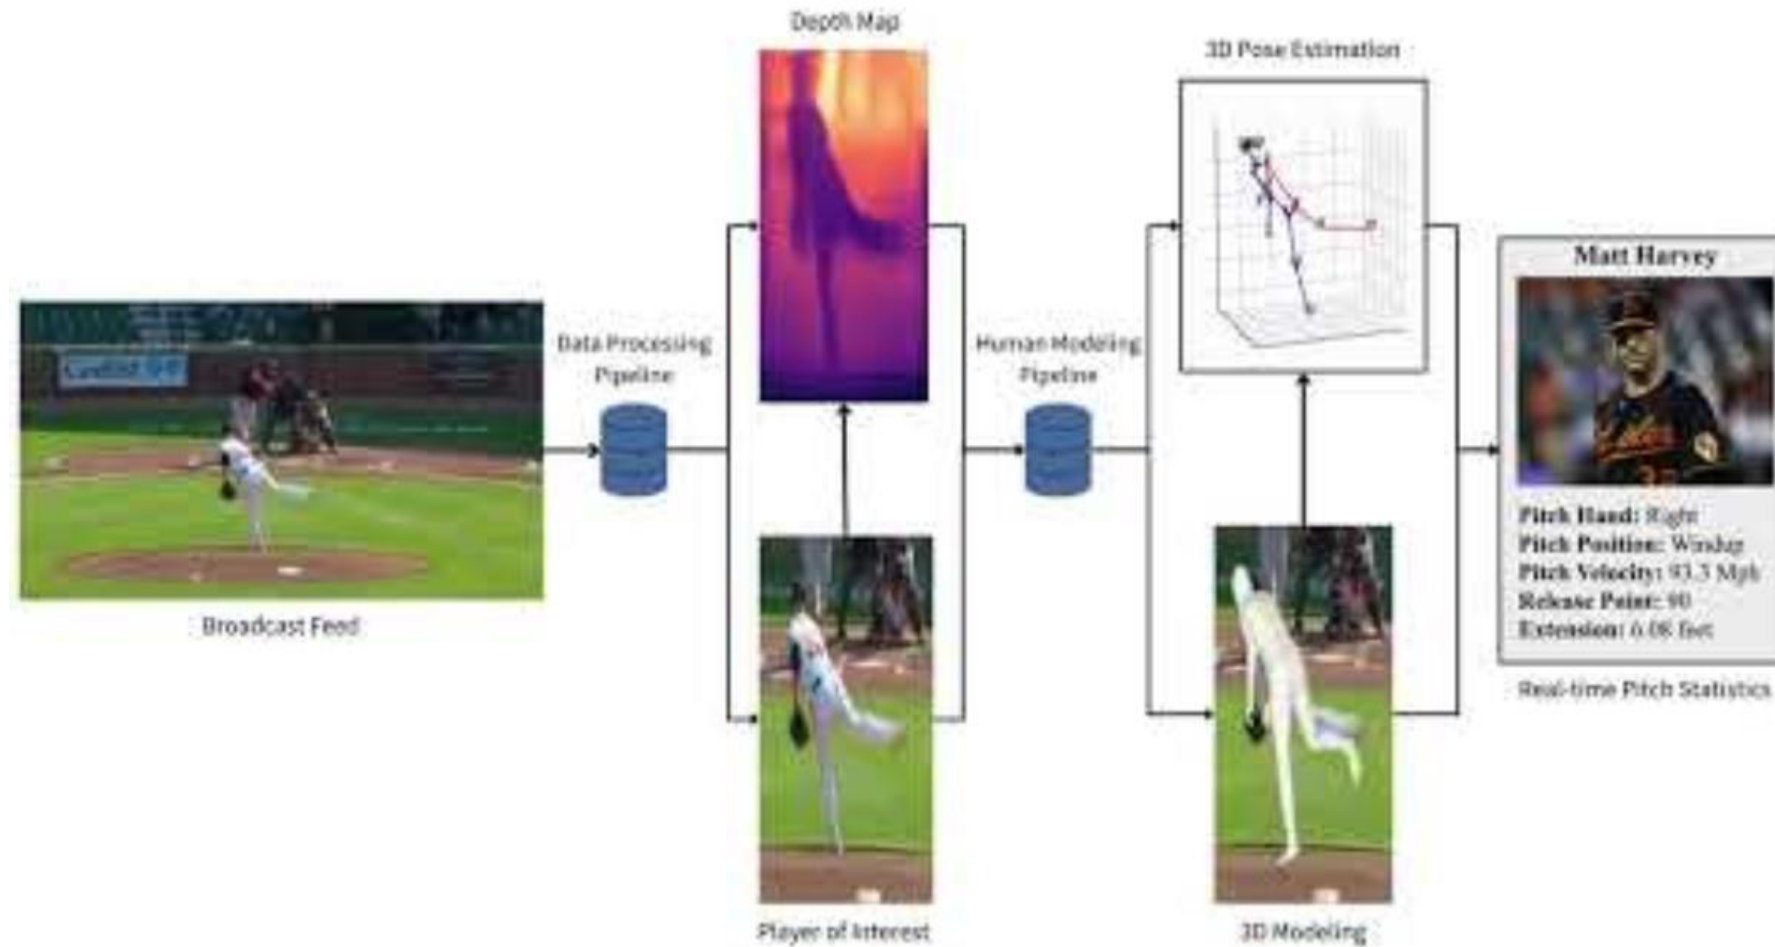 Depth Map
3D Pose Estimation
Matt Harvey
Data Processing
Pipeline
Human Modeling
Pipeline
Pitch Hand: Right
Pitch Position: Windup
Pitch Velocity: 93.3 Mph
Release Point: 90
Extension: 6.08 feet
Broadcast Feed
Real-time Pitch Statistics
Player of Interest
3D Modeling